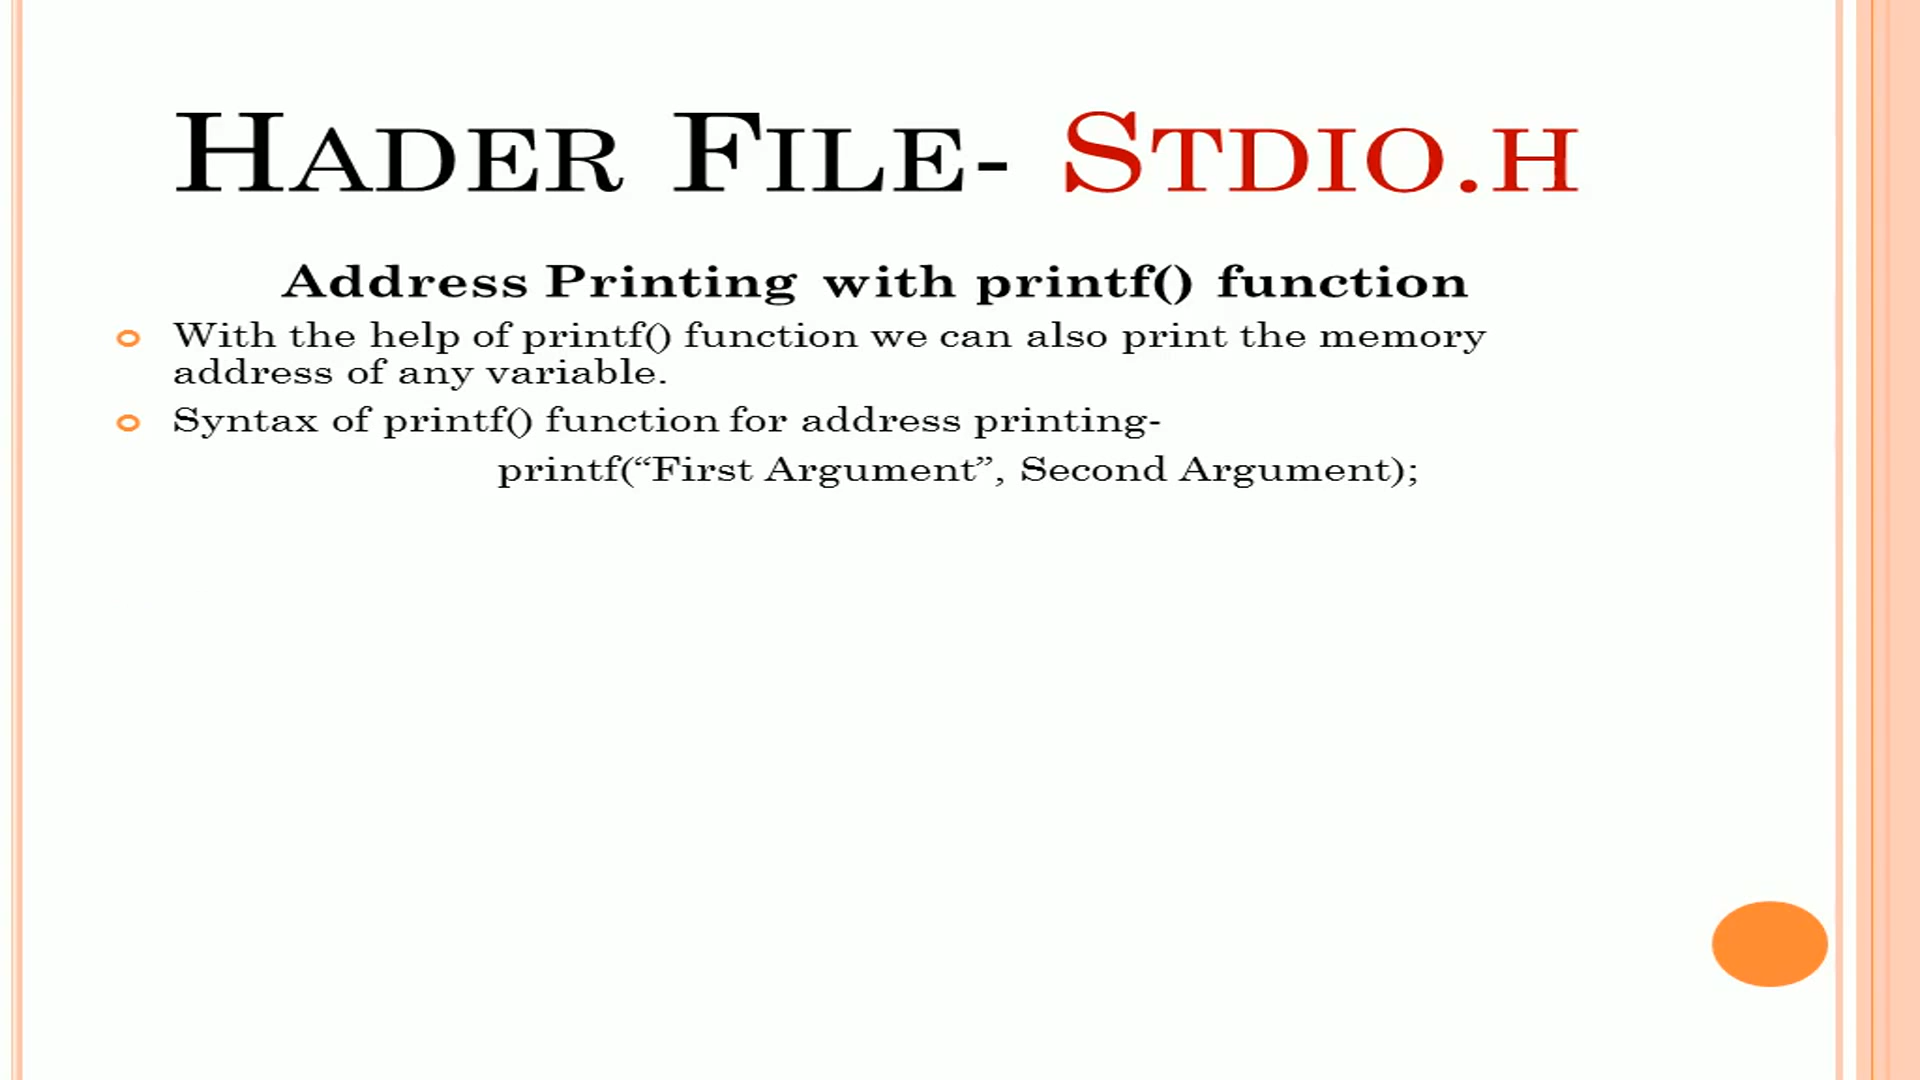 HADER FILE- STDIO.H
Address Printing with printf() function
With the help of printf() function we can also print the memory
address of any variable.
Syntax of printf() function for address printing-
printf(“First Argument”, Second Argument);